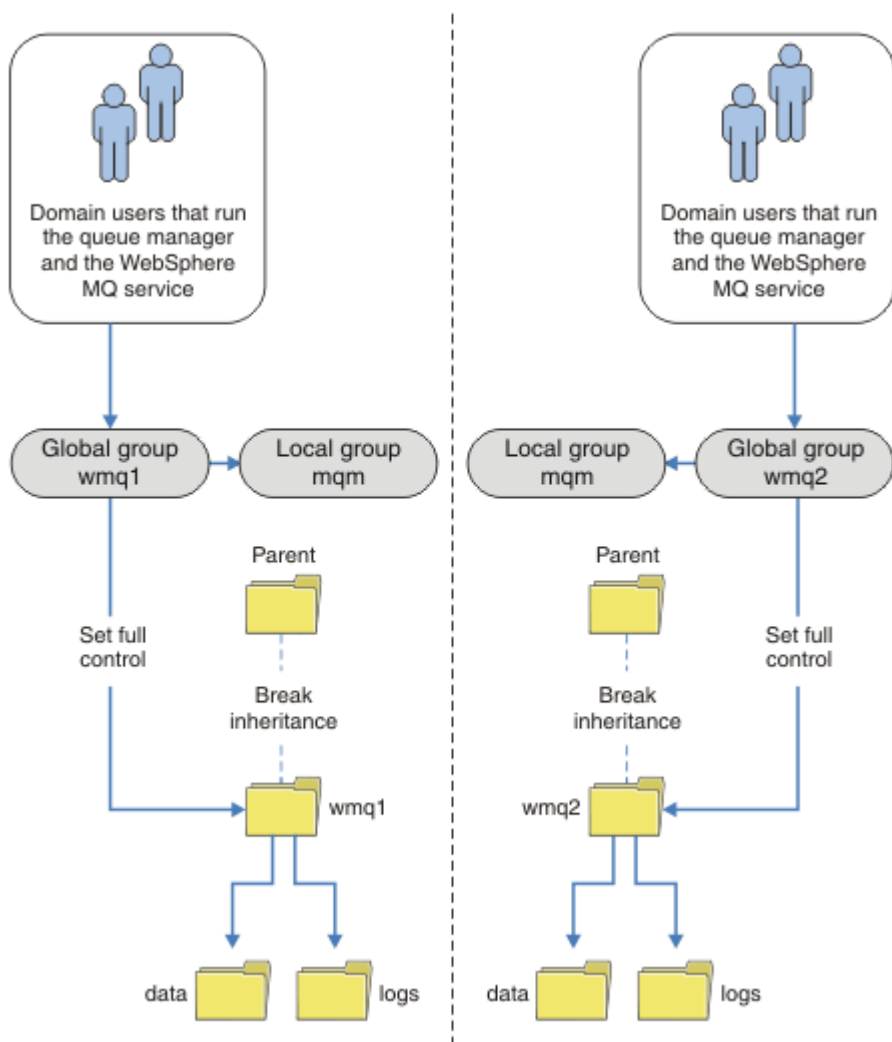 Domain users that run
the queue manager
and the WebSphere
MQ service
Global group
wmq1
Local group
mqm
Parent
Set full
control
Break
inheritance
wmq1
data
logs
Domain users that run
the queue manager
and the WebSphere
MQ service
Local group
mqm
Global group
wmq2
Parent
Set full
control
Break
inheritance
wmq2
data
logs